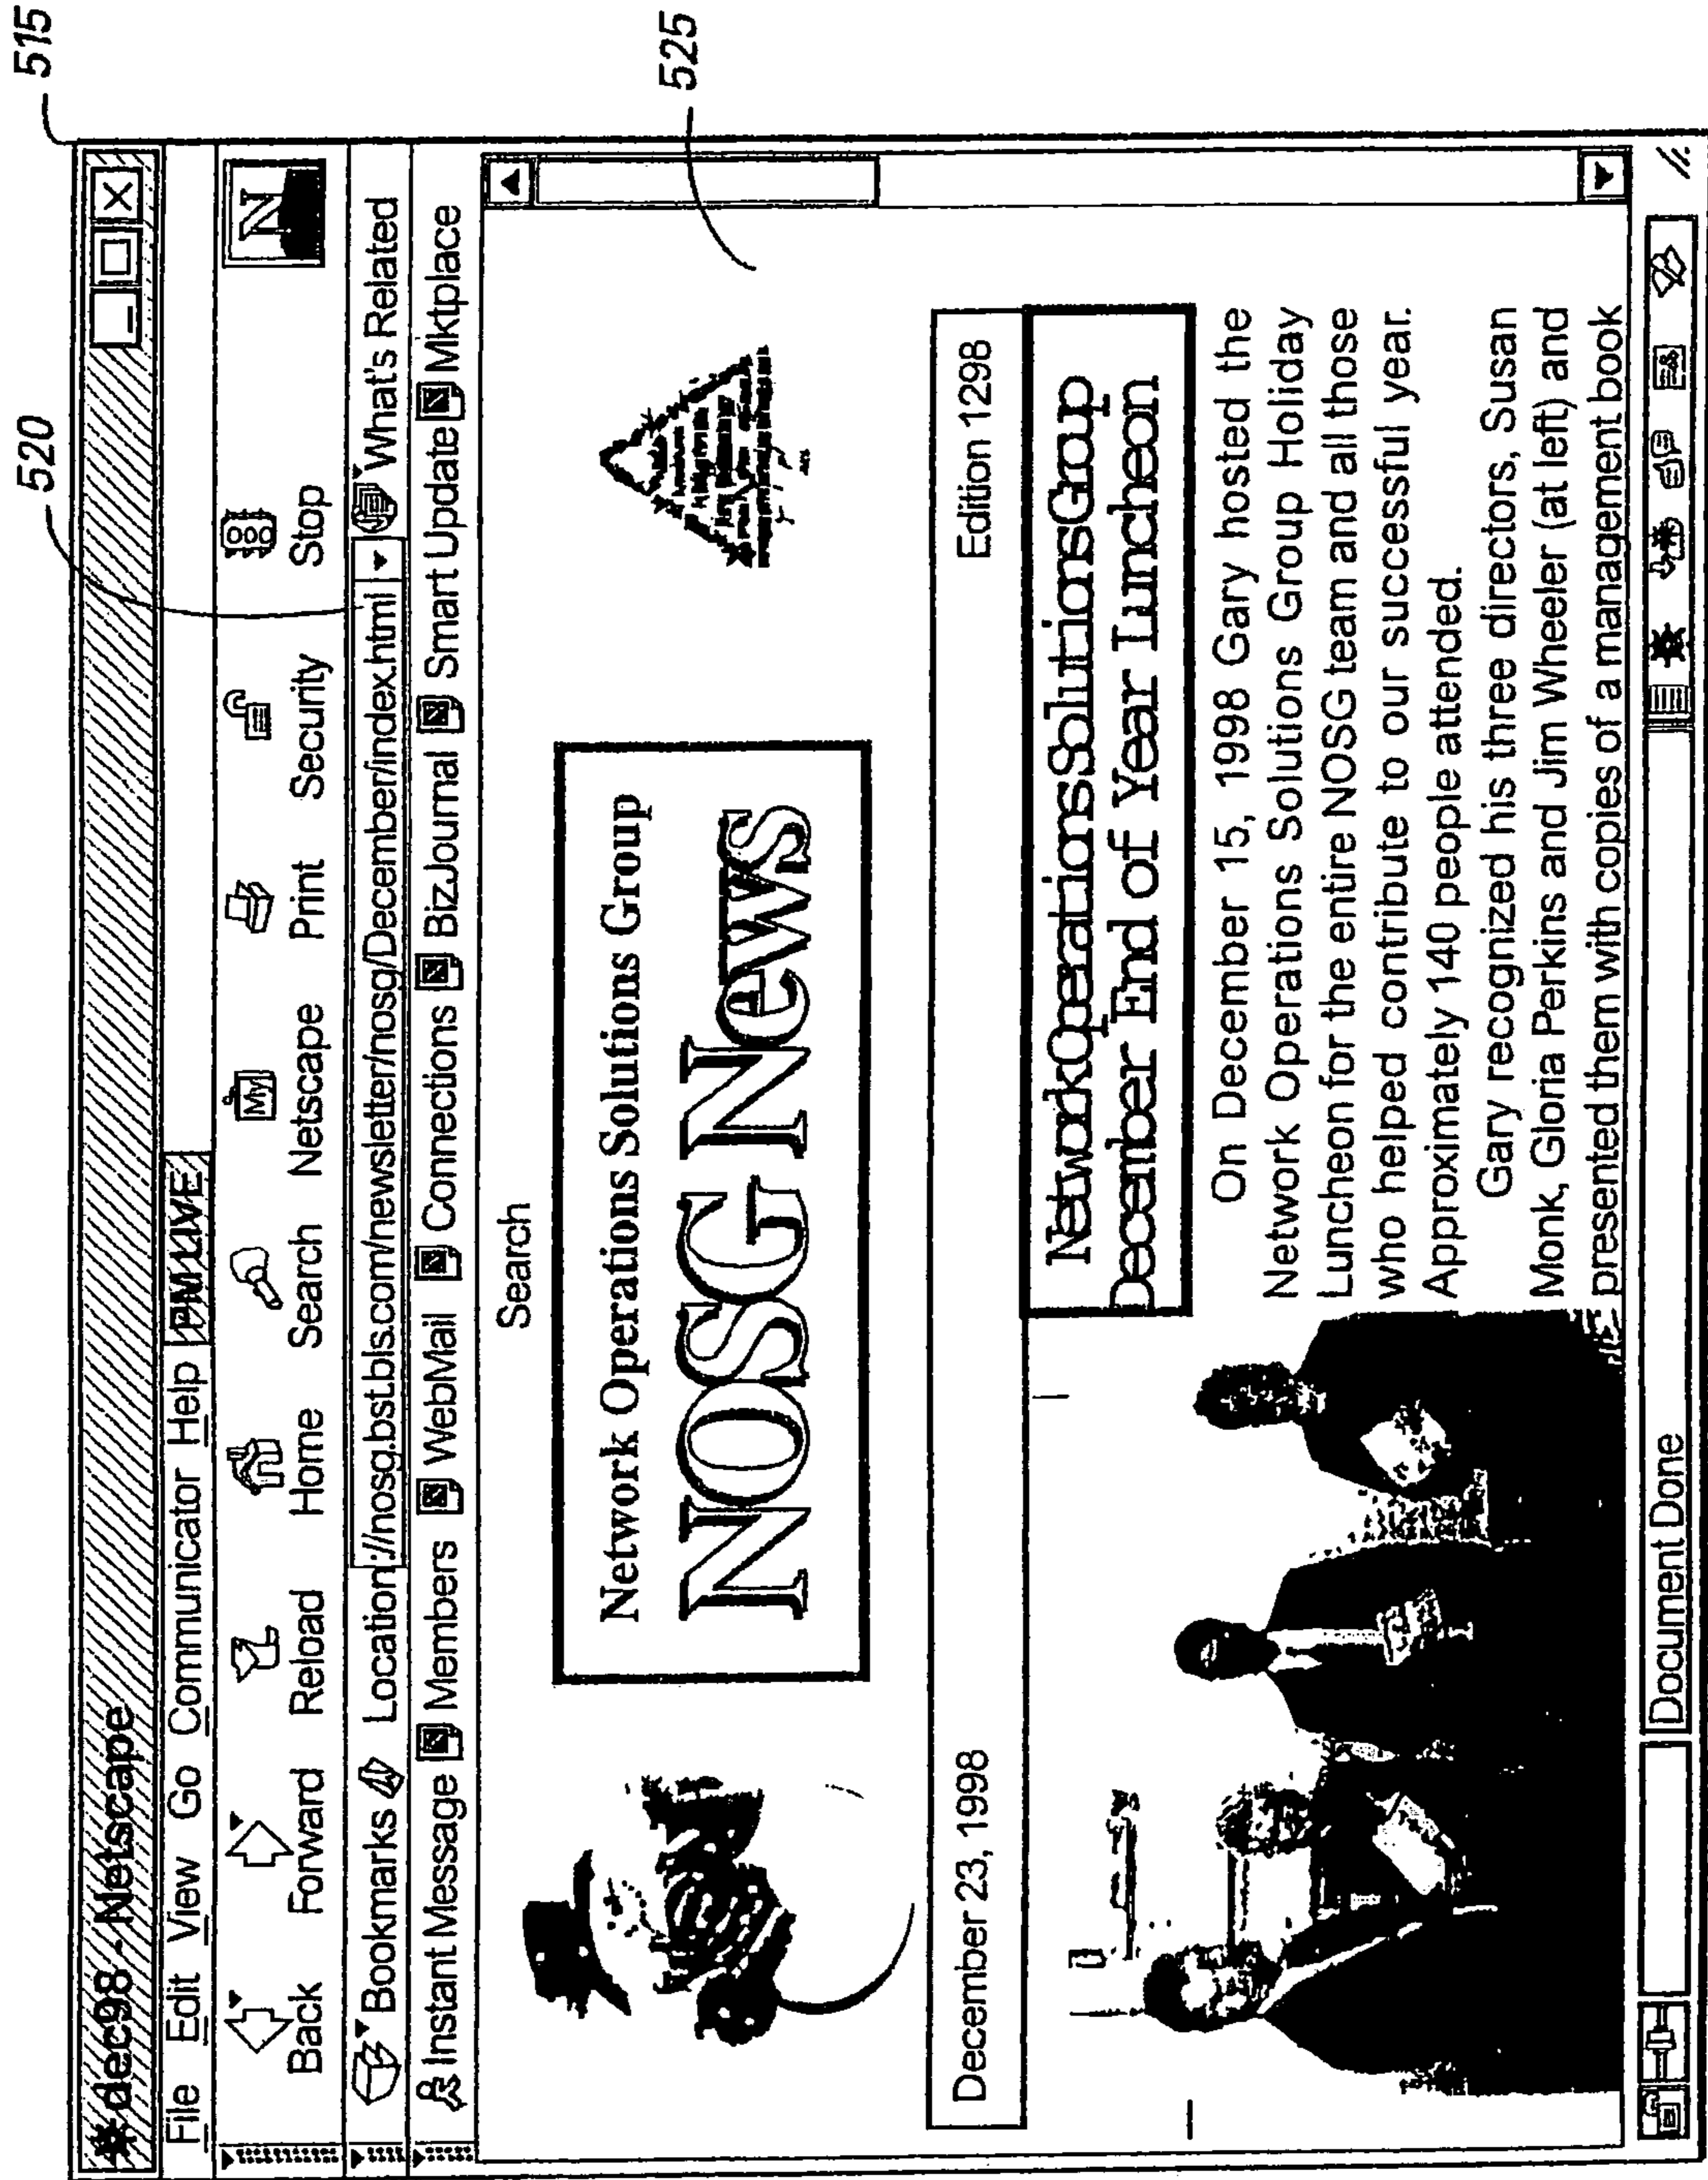 515
520
dec98 - Netscape
File Edit View Go Communicator Help PM LIVE
Back Forward Reload Home Search Netscape Print Security Stop
My
N
Bookmarks Location ://nosg.bst.bls.com/newsletter/nosg/December/index.html What's Related
Instant Message Members WebMail Connections BizJournal Smart Update Mktplace
525
Search
Network Operations Solutions Group
NOSG News
December 23, 1998 Edition 1298
Network Operations Solutions Group
December End of Year Luncheon
On December 15, 1998 Gary hosted the
Network Operations Solutions Group Holiday
Luncheon for the entire NOSG team and all those
who helped contribute to our successful year.
Approximately 140 people attended.
Gary recognized his three directors, Susan
Monk, Gloria Perkins and Jim Wheeler (at left) and
presented them with copies of a management book
Document Done